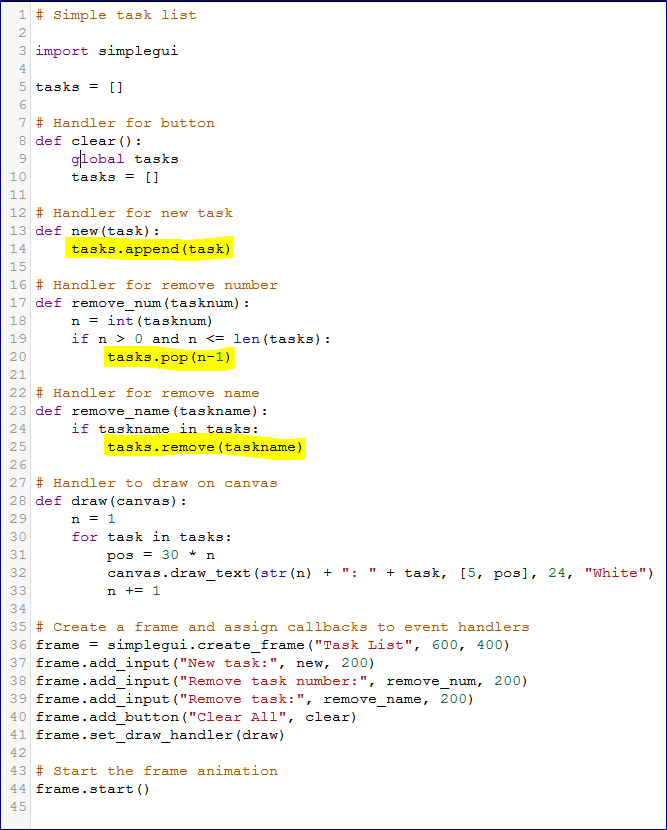 1 # Simple task list
2
3 import simplegui
4
5 tasks = []
6
7 # Handler for button
8 def clear():
9     global tasks
10     tasks = []
11
12 # Handler for new task
13 def new(task):
14     tasks.append(task)
15
16 # Handler for remove number
17 def remove_num(tasknum):
18     n = int(tasknum)
19     if n > 0 and n <= len(tasks):
20         tasks.pop(n-1)
21
22 # Handler for remove name
23 def remove_name(taskname):
24     if taskname in tasks:
25         tasks.remove(taskname)
26
27 # Handler to draw on canvas
28 def draw(canvas):
29     n = 1
30     for task in tasks:
31         pos = 30 * n
32         canvas.draw_text(str(n) + ": " + task, [5, pos], 24, "White")
33         n += 1
34
35 # Create a frame and assign callbacks to event handlers
36 frame = simplegui.create_frame("Task List", 600, 400)
37 frame.add_input("New task:", new, 200)
38 frame.add_input("Remove task number:", remove_num, 200)
39 frame.add_input("Remove task:", remove_name, 200)
40 frame.add_button("Clear All", clear)
41 frame.set_draw_handler(draw)
42
43 # Start the frame animation
44 frame.start()
45